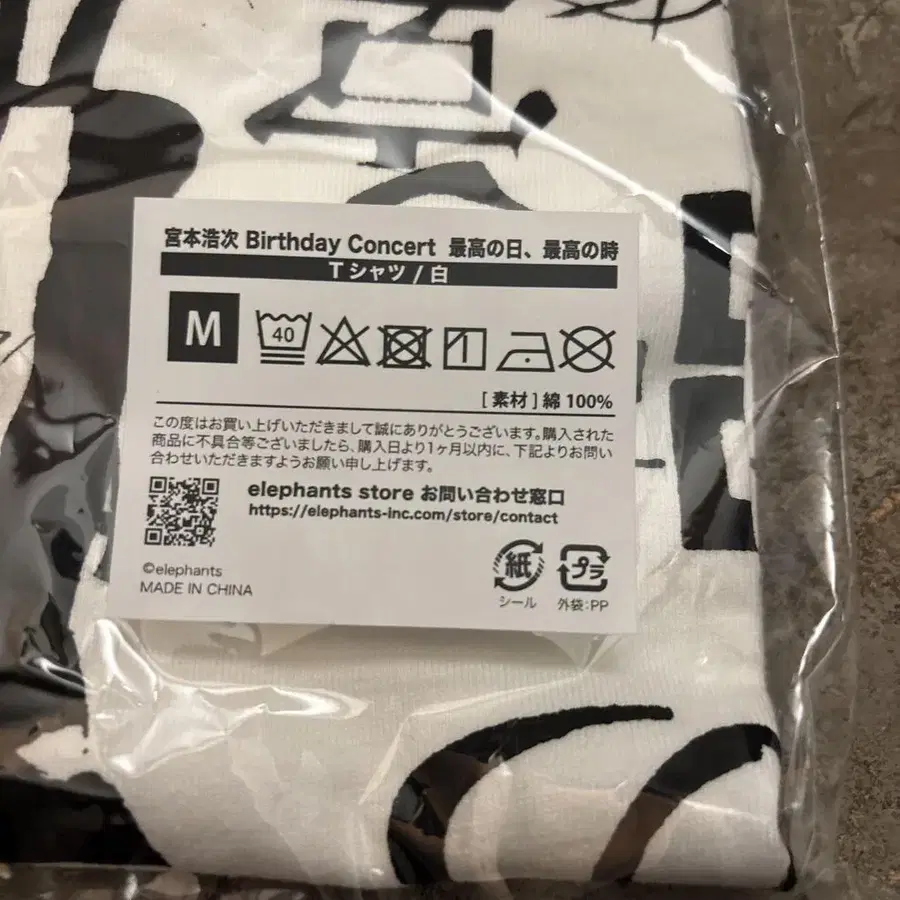 宮本浩次 Birthday Concert 最高の日、最高の時
Tシャツ / 白
M
40
[ 素材 ] 綿 100%
この度はお買い上げいただきまして誠にありがとうございます。購入された
商品に不具合等ございましたら、購入日より1ヶ月以内に、下記よりお問い
合わせいただきますようお願い申し上げます。
elephants store お問い合わせ窓口
https://elephants-inc.com/store/contact
©elephants
MADE IN CHINA
紙
シール
プラ
外袋:PP